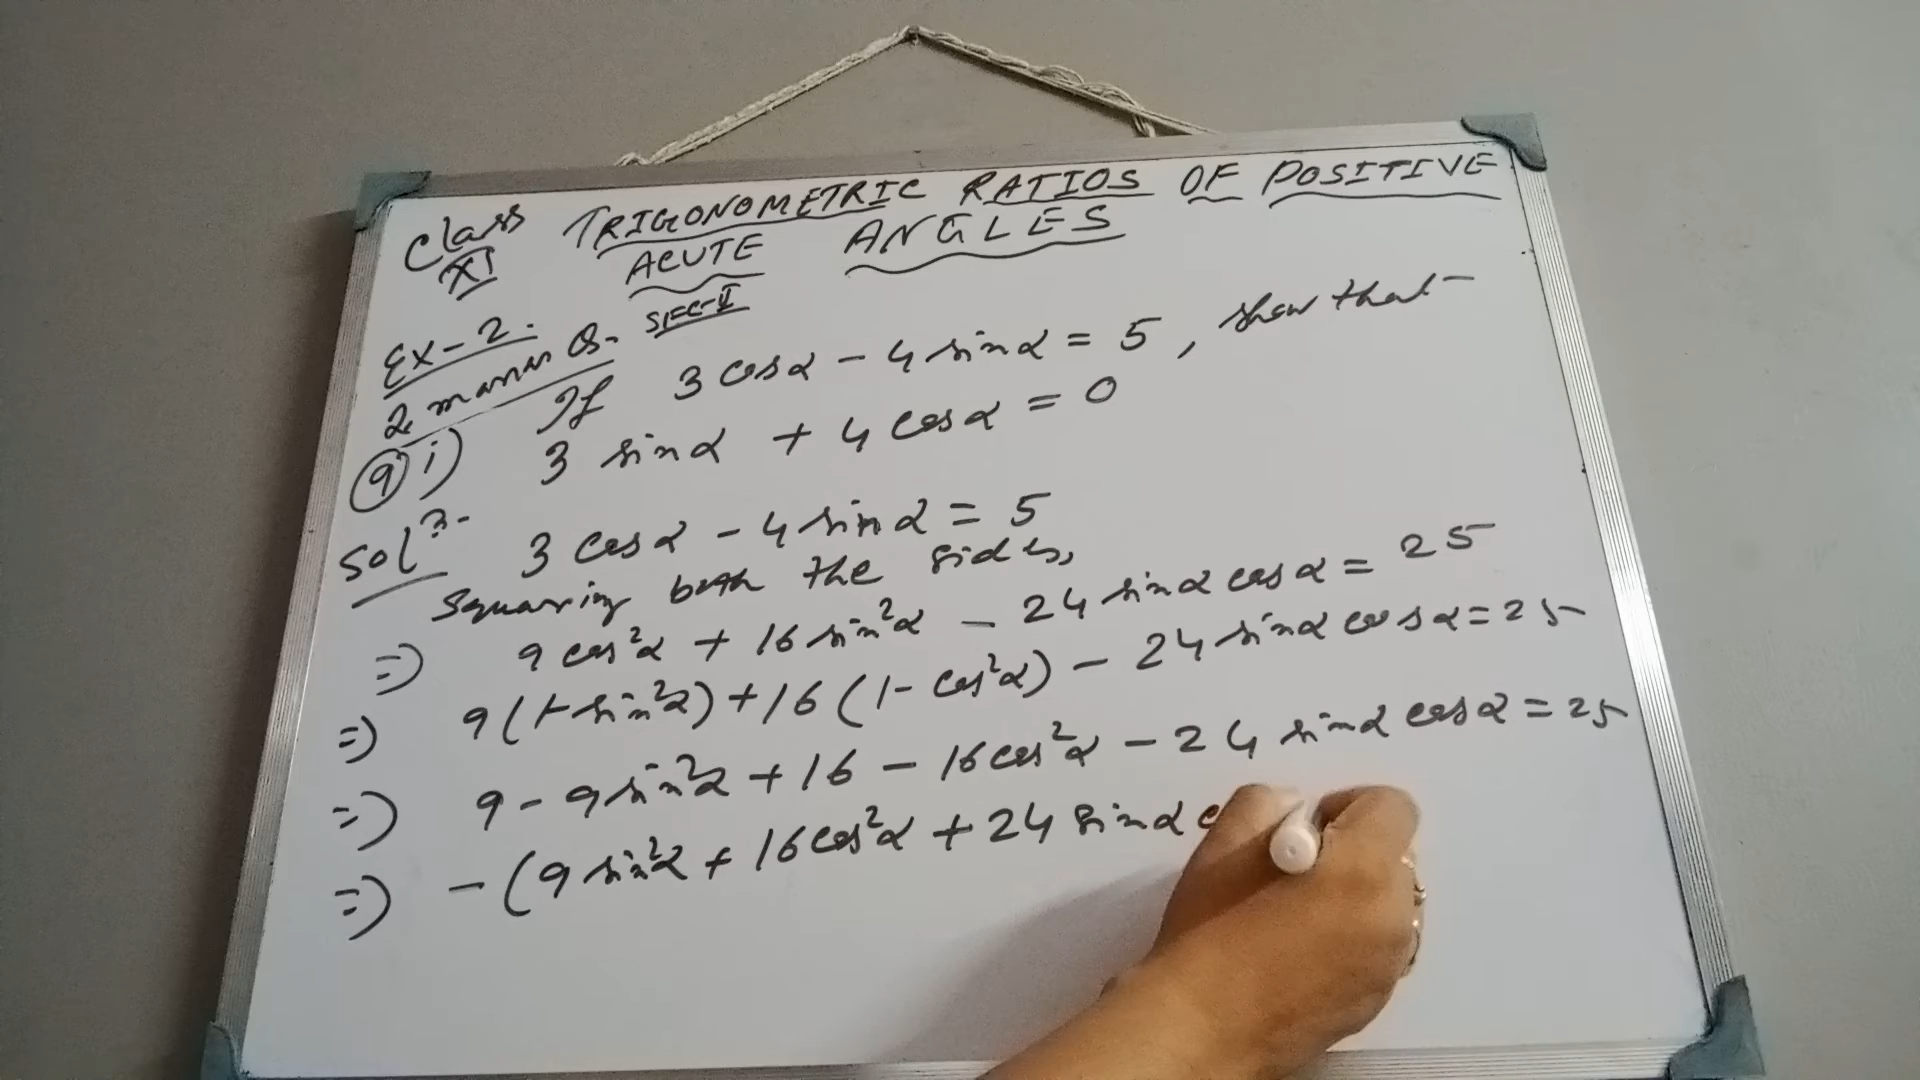 Class XI TRIGONOMETRIC RATIOS OF POSITIVE
ACUTE ANGLES
Ex-2. SEC-II
2 marks Q.
9) i) If 3 cosα - 4 sinα = 5, show that
3 sinα + 4 cosα = 0
Solⁿ- 3 cosα - 4 sinα = 5
Squaring both the sides,
=) 9 cos²α + 16 sin²α - 24 sinα cosα = 25
=) 9(1-sin²α) + 16(1-cos²α) - 24 sinα cosα = 25
=) 9 - 9 sin²α + 16 - 16 cos²α - 24 sinα cosα = 25
=) -(9 sin²α + 16 cos²α + 24 sinα c